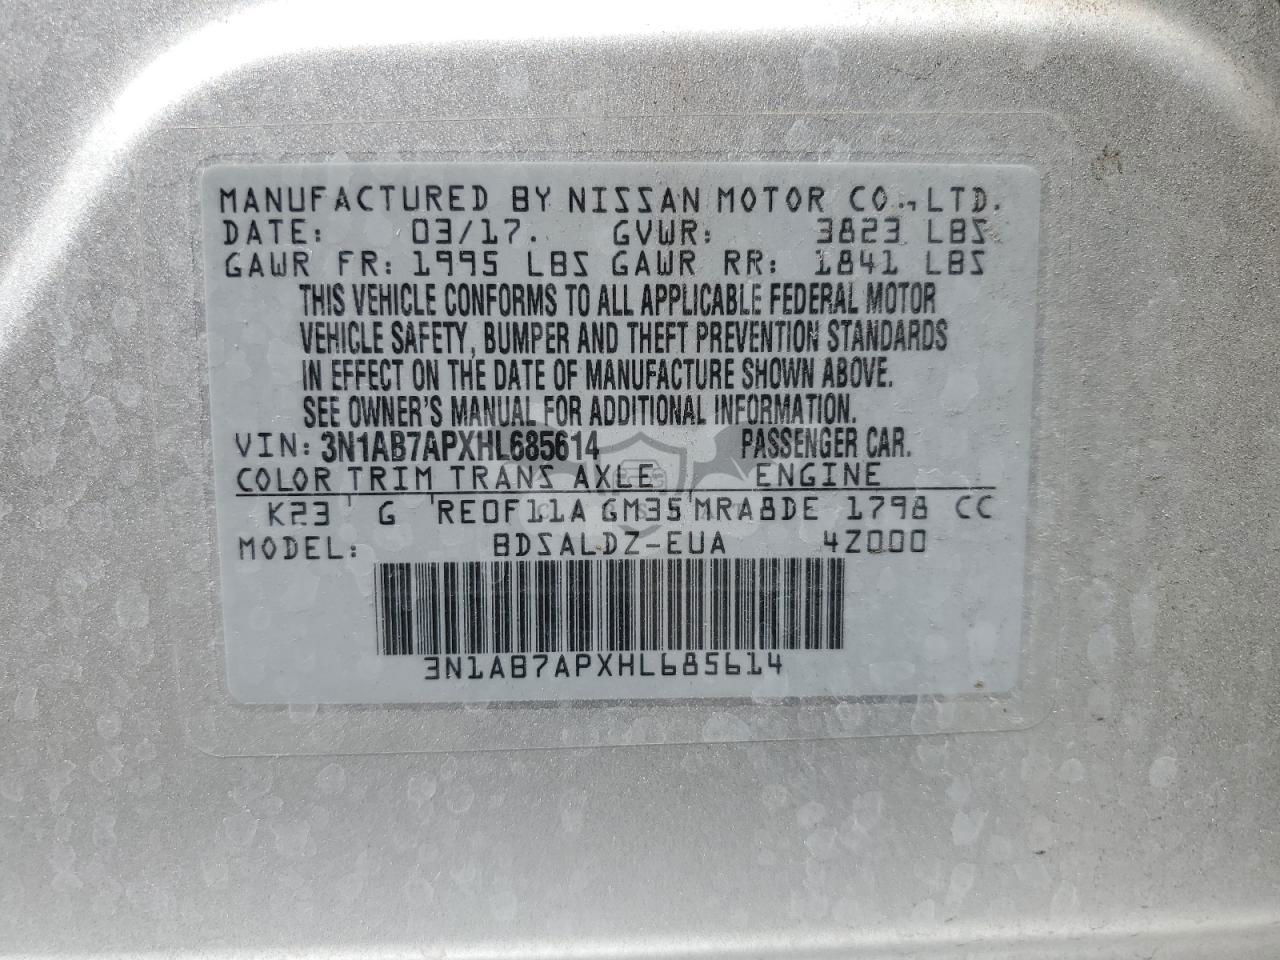 MANUFACTURED BY NISSAN MOTOR CO., LTD.
DATE: 03/17. GVWR: 3823 LBS
GAWR FR: 1995 LBS GAWR RR: 1841 LBS
THIS VEHICLE CONFORMS TO ALL APPLICABLE FEDERAL MOTOR
VEHICLE SAFETY, BUMPER AND THEFT PREVENTION STANDARDS
IN EFFECT ON THE DATE OF MANUFACTURE SHOWN ABOVE.
SEE OWNER'S MANUAL FOR ADDITIONAL INFORMATION.
VIN: 3N1AB7APXHL685614 PASSENGER CAR.
COLOR TRIM TRANS AXLE ENGINE
K23 G RE0F11A GM35 MRA8DE 1798 CC
MODEL: BDSALDZ-EUA 4Z000
3N1AB7APXHL685614